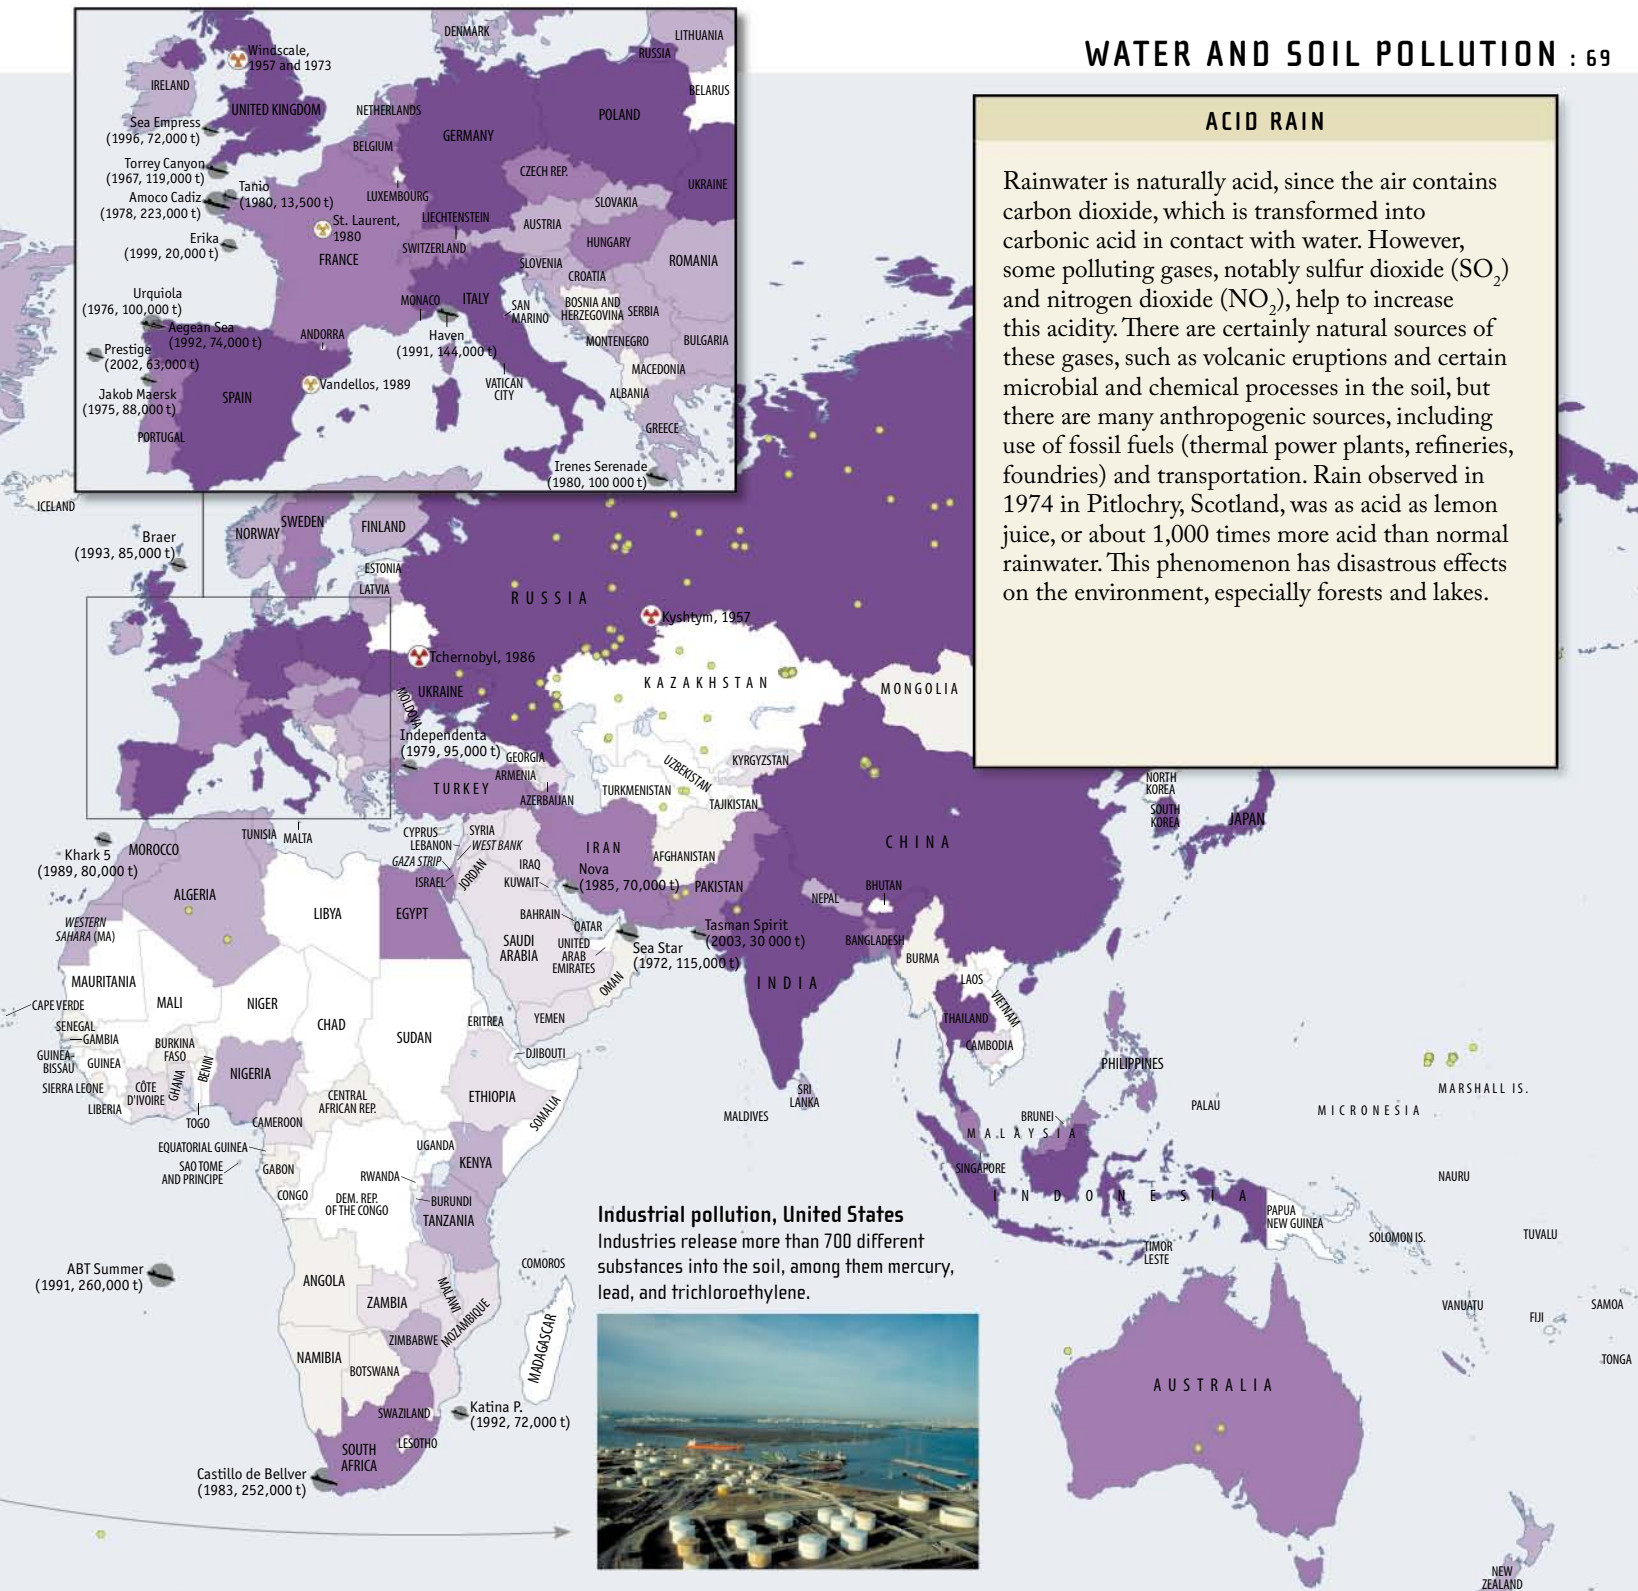 WATER AND SOIL POLLUTION : 69
ACID RAIN
Rainwater is naturally acid, since the air contains
carbon dioxide, which is transformed into
carbonic acid in contact with water. However,
some polluting gases, notably sulfur dioxide (SO₂)
and nitrogen dioxide (NO₂), help to increase
this acidity. There are certainly natural sources of
these gases, such as volcanic eruptions and certain
microbial and chemical processes in the soil, but
there are many anthropogenic sources, including
use of fossil fuels (thermal power plants, refineries,
foundries) and transportation. Rain observed in
1974 in Pitlochry, Scotland, was as acid as lemon
juice, or about 1,000 times more acid than normal
rainwater. This phenomenon has disastrous effects
on the environment, especially forests and lakes.
DENMARK
LITHUANIA
RUSSIA
BELARUS
Windscale,
1957 and 1973
IRELAND
UNITED KINGDOM
NETHERLANDS
POLAND
GERMANY
Sea Empress
(1996, 72,000 t)
BELGIUM
Torrey Canyon
(1967, 119,000 t)
CZECH REP.
UKRAINE
Tanio
(1980, 13,500 t)
Amoco Cadiz
(1978, 223,000 t)
LUXEMBOURG
SLOVAKIA
St. Laurent,
1980
LIECHTENSTEIN
AUSTRIA
Erika
(1999, 20,000 t)
FRANCE
SWITZERLAND
HUNGARY
SLOVENIA
ROMANIA
CROATIA
Urquiola
(1976, 100,000 t)
MONACO
ITALY
SAN
MARINO
BOSNIA AND
HERZEGOVINA
SERBIA
Aegean Sea
(1992, 74,000 t)
ANDORRA
Haven
(1991, 144,000 t)
MONTENEGRO
BULGARIA
Prestige
(2002, 63,000 t)
MACEDONIA
Vandellos, 1989
VATICAN
CITY
ALBANIA
Jakob Maersk
(1975, 88,000 t)
SPAIN
GREECE
PORTUGAL
Irenes Serenade
(1980, 100 000 t)
ICELAND
NORWAY
SWEDEN
FINLAND
Braer
(1993, 85,000 t)
ESTONIA
LATVIA
RUSSIA
Kyshtym, 1957
Tchernobyl, 1986
UKRAINE
MOLDOVA
KAZAKHSTAN
MONGOLIA
Independenta
(1979, 95,000 t)
GEORGIA
ARMENIA
AZERBAIJAN
TURKEY
UZBEKISTAN
KYRGYZSTAN
TURKMENISTAN
TAJIKISTAN
NORTH
KOREA
SOUTH
KOREA
JAPAN
CHINA
TUNISIA
MALTA
CYPRUS
LEBANON
SYRIA
WEST BANK
GAZA STRIP
ISRAEL
JORDAN
IRAQ
KUWAIT
IRAN
AFGHANISTAN
Khark 5
(1989, 80,000 t)
MOROCCO
Nova
(1985, 70,000 t)
PAKISTAN
NEPAL
BHUTAN
ALGERIA
LIBYA
EGYPT
WESTERN
SAHARA (MA)
BAHRAIN
QATAR
SAUDI
ARABIA
UNITED
ARAB
EMIRATES
OMAN
Sea Star
(1972, 115,000 t)
Tasman Spirit
(2003, 30 000 t)
BANGLADESH
BURMA
INDIA
LAOS
VIETNAM
THAILAND
CAMBODIA
MAURITANIA
MALI
NIGER
CHAD
SUDAN
ERITREA
YEMEN
DJIBOUTI
CAPE VERDE
SENEGAL
GAMBIA
GUINEA-
BISSAU
GUINEA
SIERRA LEONE
LIBERIA
BURKINA
FASO
CÔTE
D'IVOIRE
GHANA
TOGO
BENIN
NIGERIA
CAMEROON
CENTRAL
AFRICAN REP.
ETHIOPIA
SOMALIA
SRI
LANKA
MALDIVES
PHILIPPINES
PALAU
MICRONESIA
MARSHALL IS.
BRUNEI
MALAYSIA
SINGAPORE
INDONESIA
NAURU
EQUATORIAL GUINEA
SAO TOME
AND PRINCIPE
GABON
CONGO
DEM. REP.
OF THE CONGO
UGANDA
KENYA
RWANDA
BURUNDI
TANZANIA
PAPUA
NEW GUINEA
SOLOMON IS.
TUVALU
TIMOR
LESTE
COMOROS
ABT Summer
(1991, 260,000 t)
ANGOLA
ZAMBIA
MALAWI
MOZAMBIQUE
ZIMBABWE
MADAGASCAR
NAMIBIA
BOTSWANA
VANUATU
FIJI
SAMOA
TONGA
AUSTRALIA
SWAZILAND
LESOTHO
SOUTH
AFRICA
Katina P.
(1992, 72,000 t)
Castillo de Bellver
(1983, 252,000 t)
NEW
ZEALAND
Industrial pollution, United States
Industries release more than 700 different
substances into the soil, among them mercury,
lead, and trichloroethylene.